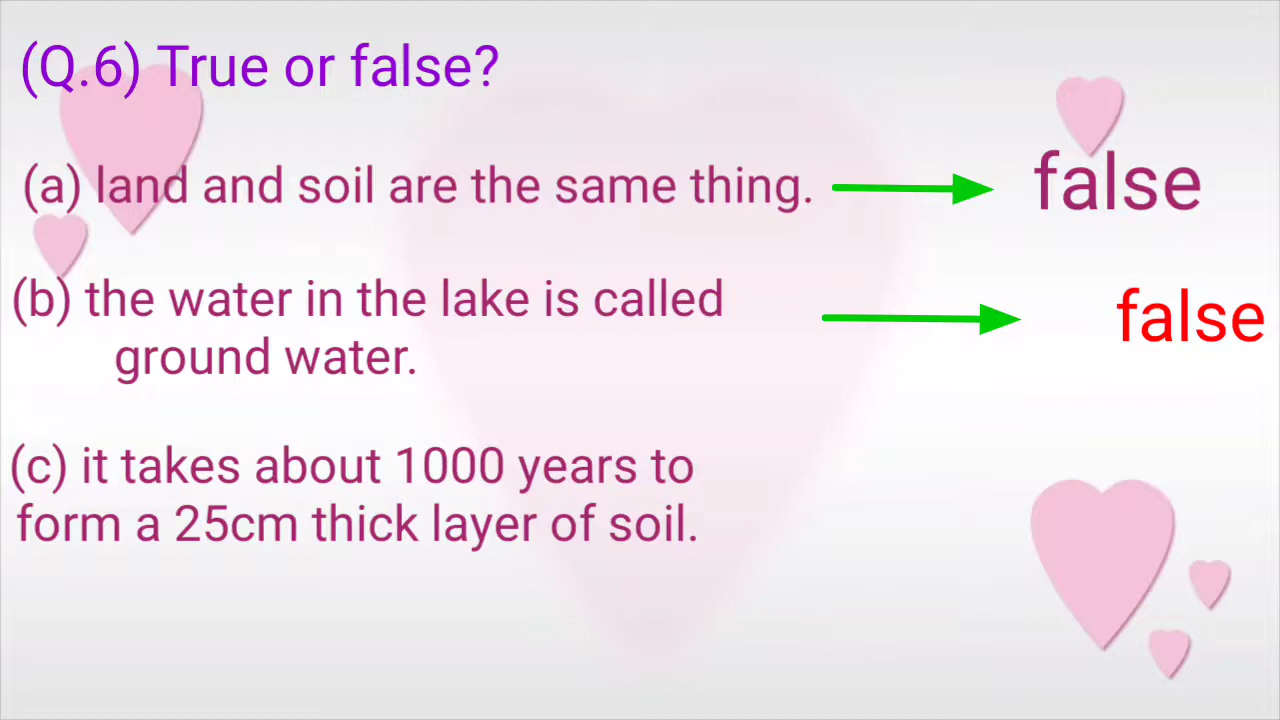 (Q.6) True or false?
(a) land and soil are the same thing. false
(b) the water in the lake is called false
ground water.
(c) it takes about 1000 years to
form a 25cm thick layer of soil.